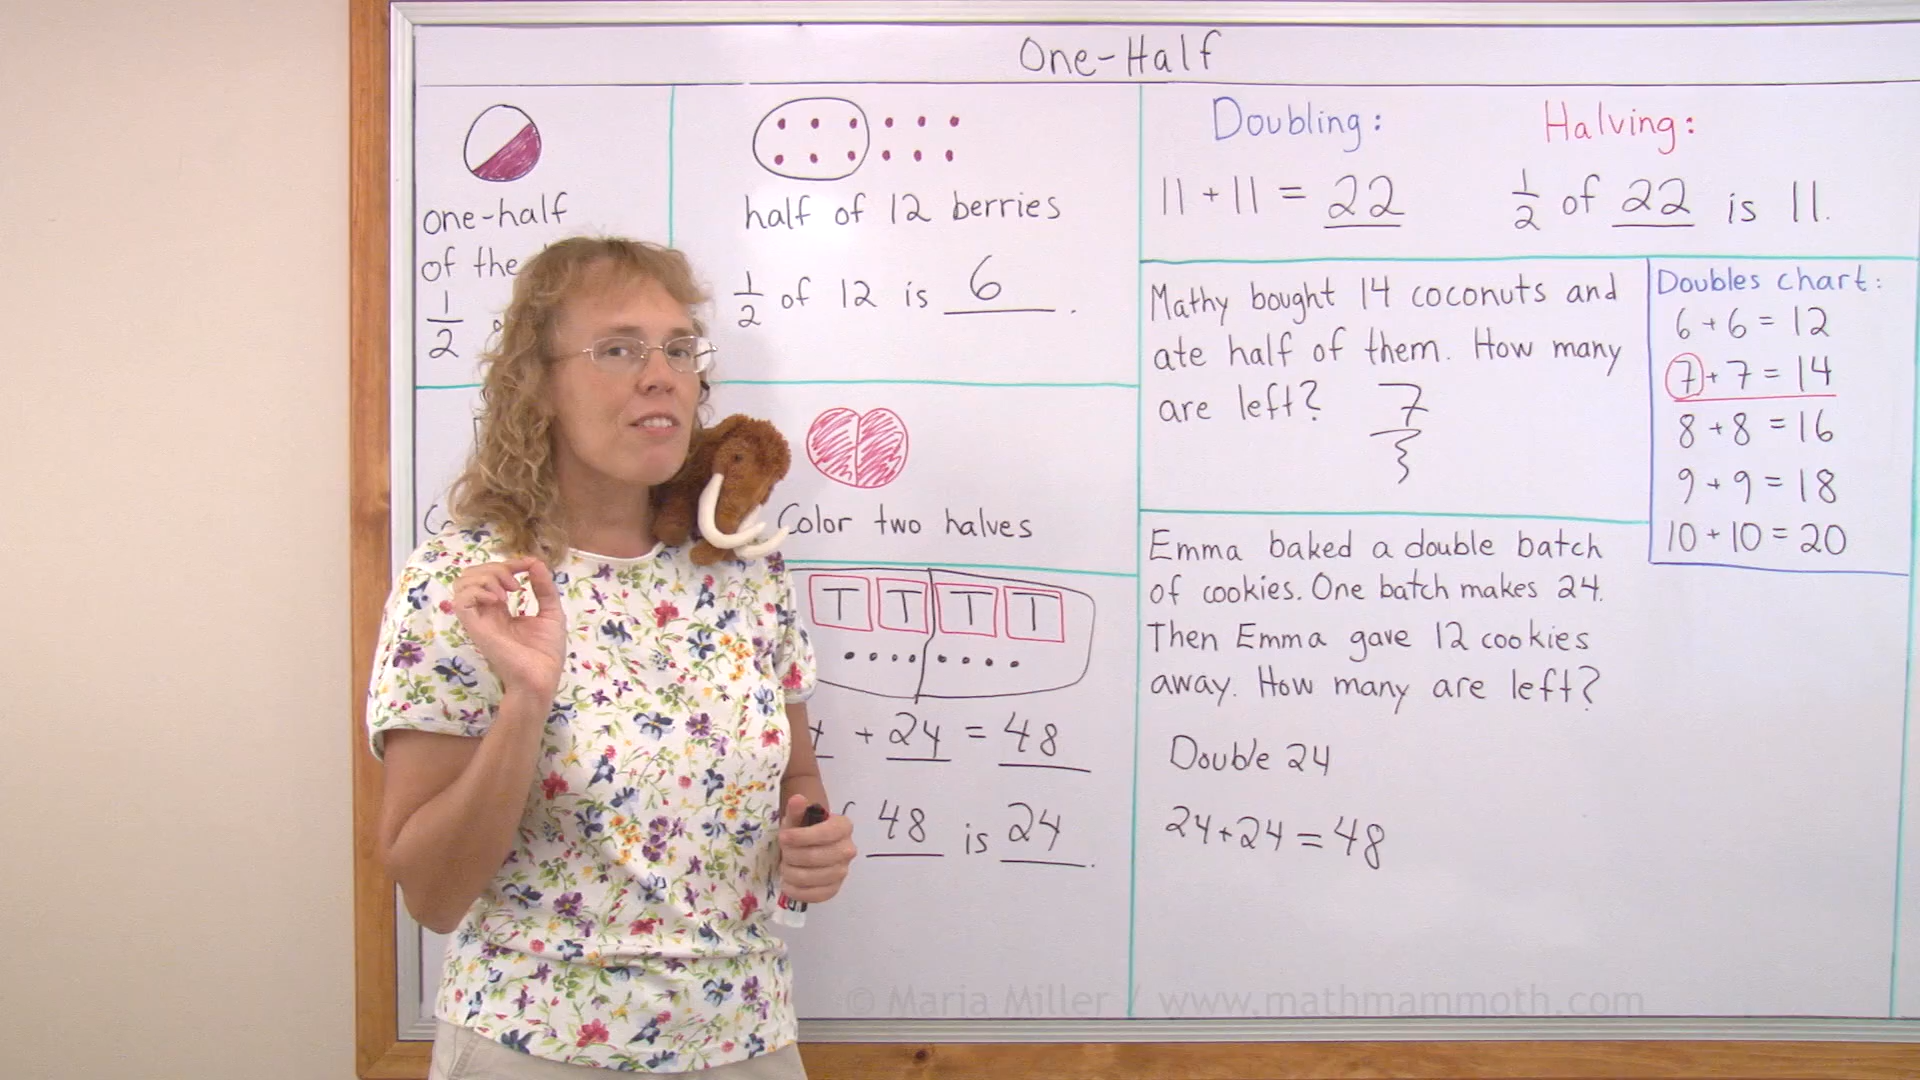 One-Half
one-half
of the
1/2
half of 12 berries
1/2 of 12 is 6.
Color two halves
T T T T
+ 24 = 48
48 is 24.
Doubling:
11 + 11 = 22
Halving:
1/2 of 22 is 11.
Mathy bought 14 coconuts and
ate half of them. How many
are left? 7
Doubles chart:
6 + 6 = 12
7 + 7 = 14
8 + 8 = 16
9 + 9 = 18
10 + 10 = 20
Emma baked a double batch
of cookies. One batch makes 24.
Then Emma gave 12 cookies
away. How many are left?
Double 24
24 + 24 = 48
© Maria Miller / www.mathmammoth.com